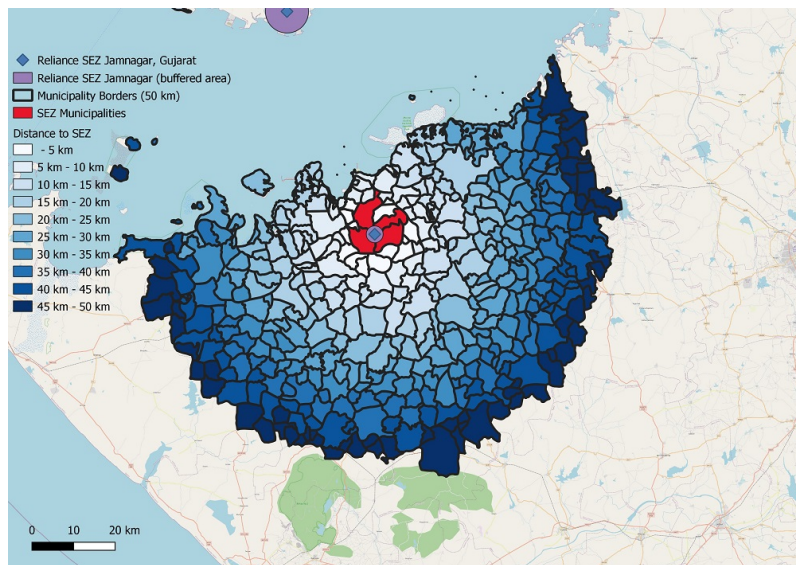 Reliance SEZ Jamnagar, Gujarat
Reliance SEZ Jamnagar (buffered area)
Municipality Borders (50 km)
SEZ Municipalities
Distance to SEZ
- 5 km
5 km - 10 km
10 km - 15 km
15 km - 20 km
20 km - 25 km
25 km - 30 km
30 km - 35 km
35 km - 40 km
40 km - 45 km
45 km - 50 km
0 10 20 km